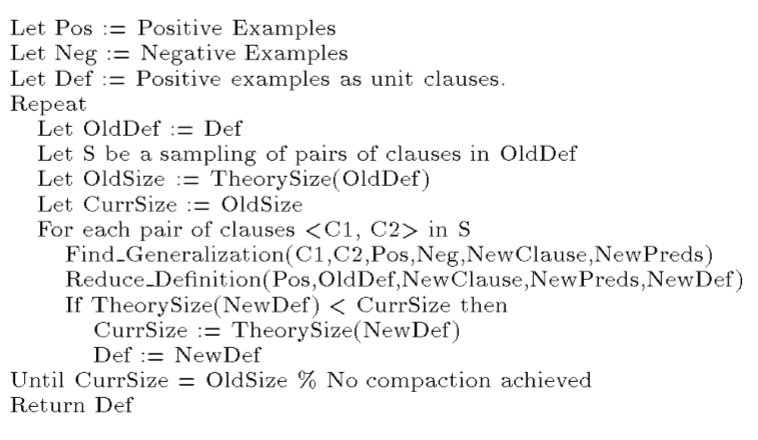 Let Pos := Positive Examples
Let Neg := Negative Examples
Let Def := Positive examples as unit clauses.
Repeat
Let OldDef := Def
Let S be a sampling of pairs of clauses in OldDef
Let OldSize := TheorySize(OldDef)
Let CurrSize := OldSize
For each pair of clauses <C1, C2> in S
Find_Generalization(C1,C2,Pos,Neg,NewClause,NewPreds)
Reduce_Definition(Pos,OldDef,NewClause,NewPreds,NewDef)
If TheorySize(NewDef) < CurrSize then
CurrSize := TheorySize(NewDef)
Def := NewDef
Until CurrSize = OldSize % No compaction achieved
Return Def